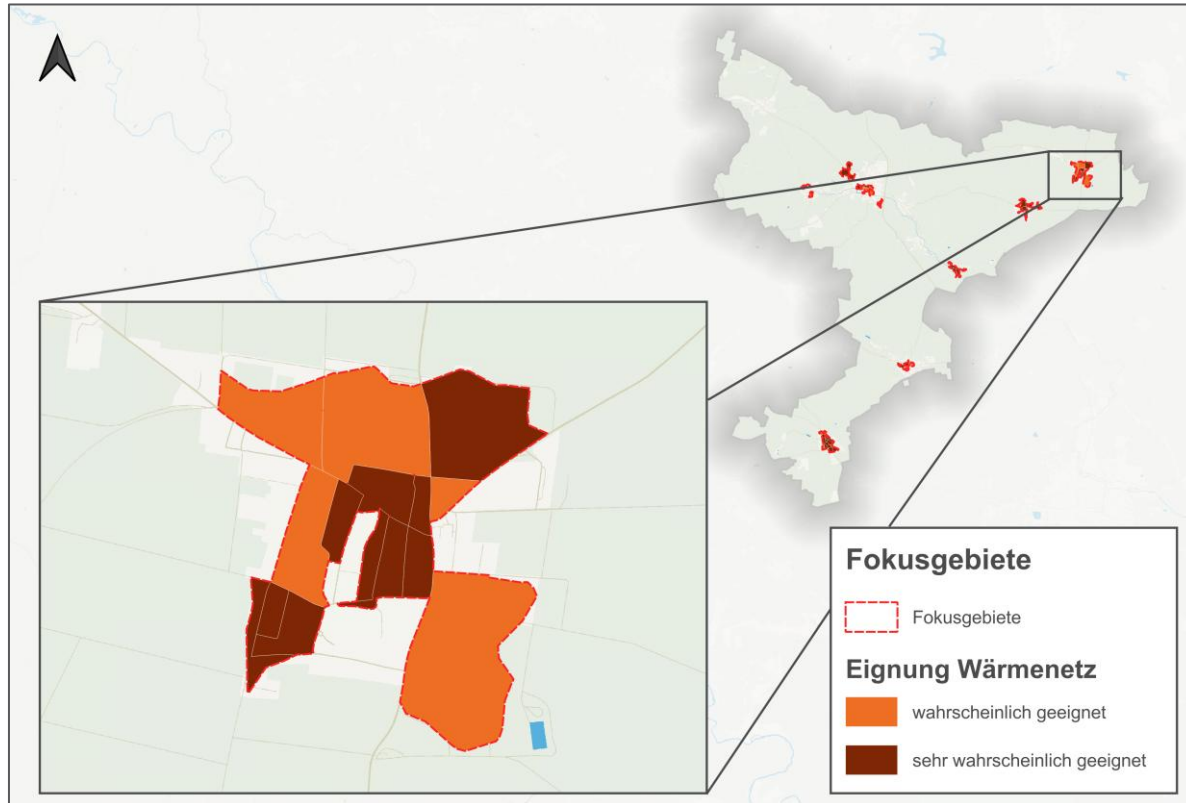 Fokusgebiete
Fokusgebiete
Eignung Wärmenetz
wahrscheinlich geeignet
sehr wahrscheinlich geeignet